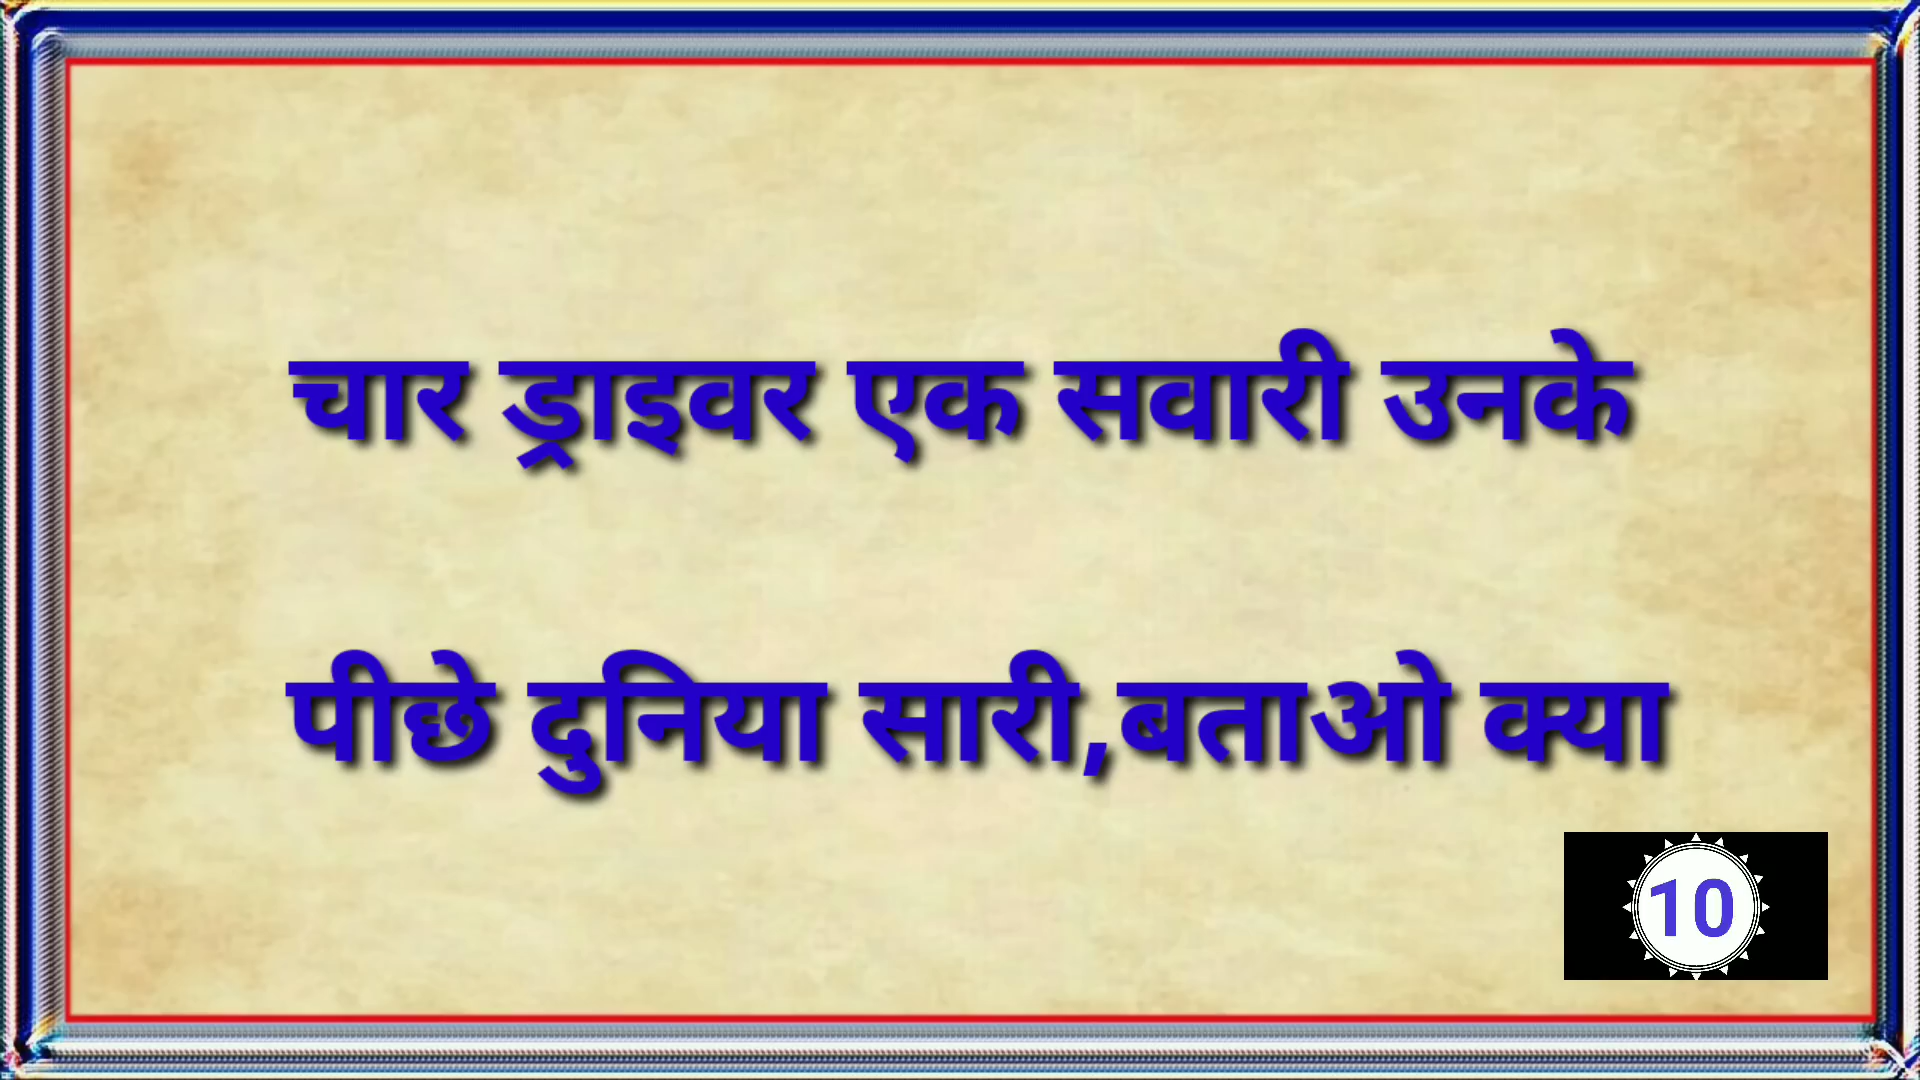 चार ड्राइवर एक सवारी उनके
पीछे दुनिया सारी,बताओ क्या
10